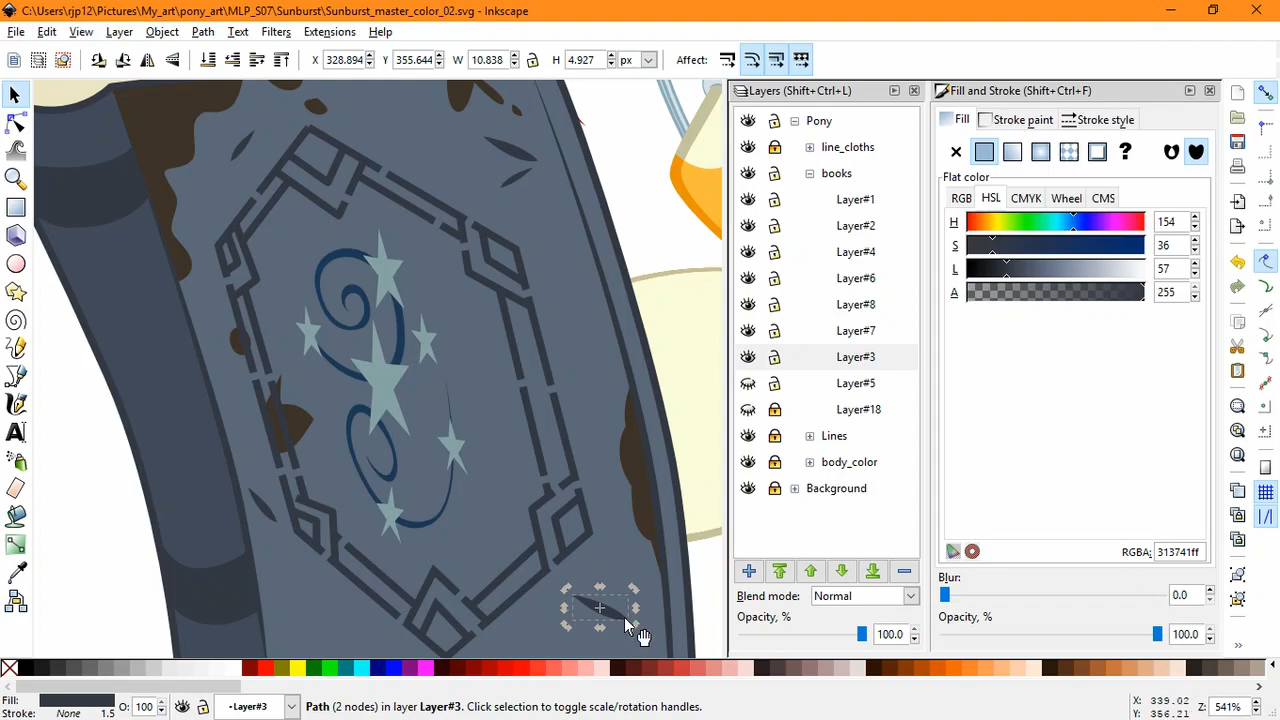 C:\Users\rjp12\Pictures\My_art\pony_art\MLP_S07\Sunburst\Sunburst_master_color_02.svg - Inkscape
File Edit View Layer Object Path Text Filters Extensions Help
X 328.894 Y 355.644 W 10.838 H 4.927 px Affect:
Layers (Shift+Ctrl+L)
Fill and Stroke (Shift+Ctrl+F)
Fill Stroke paint Stroke style
?
Flat color
RGB HSL CMYK Wheel CMS
H 154
S 36
L 57
A 255
Pony
line_cloths
books
Layer#1
Layer#2
Layer#4
Layer#6
Layer#8
Layer#7
Layer#3
Layer#5
Layer#18
Lines
body_color
Background
RGBA: 313741ff
Blend mode: Normal
Opacity, %
100.0
Blur:
0.0
Opacity, %
100.0
Fill:
Stroke: None 1.5
O: 100
·Layer#3
Path (2 nodes) in layer Layer#3. Click selection to toggle scale/rotation handles.
X: 339.02
Y: 356.21
Z: 541%